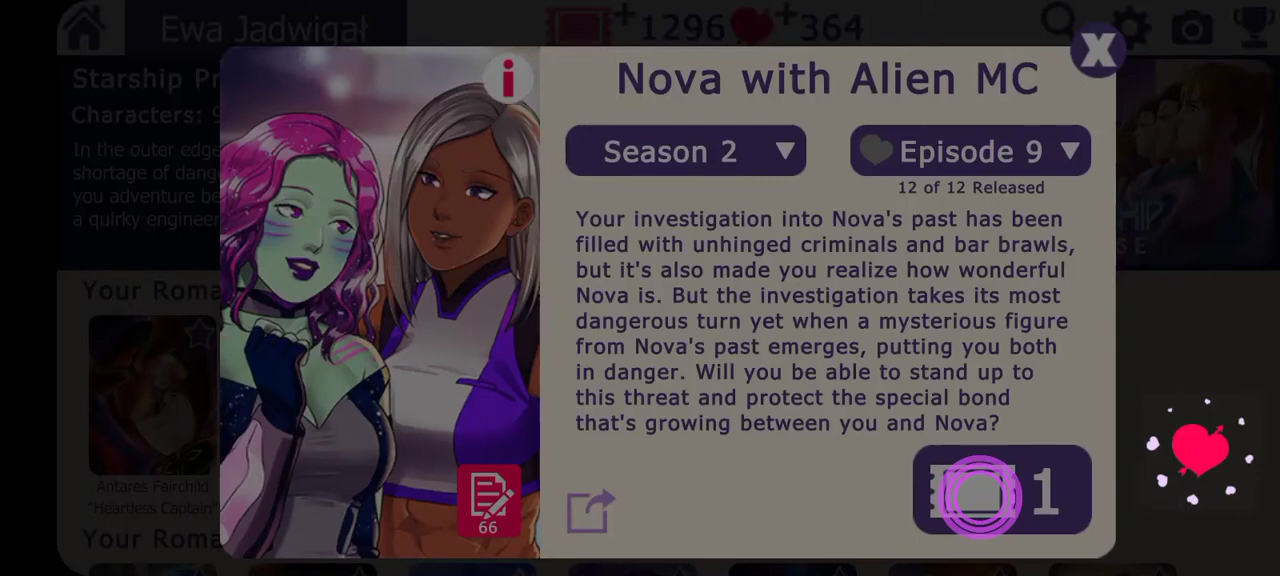 Ewa Jadwigał
+1296
+364
Starship Pr
Characters: 9
In the outer edge
shortage of dang
you adventure be
a quirky engineer
Your Roma
Antares Fairchild
"Heartless Captain"
Your Roma
i
X
Nova with Alien MC
Season 2
Episode 9
12 of 12 Released
Your investigation into Nova's past has been
filled with unhinged criminals and bar brawls,
but it's also made you realize how wonderful
Nova is. But the investigation takes its most
dangerous turn yet when a mysterious figure
from Nova's past emerges, putting you both
in danger. Will you be able to stand up to
this threat and protect the special bond
that's growing between you and Nova?
66
1